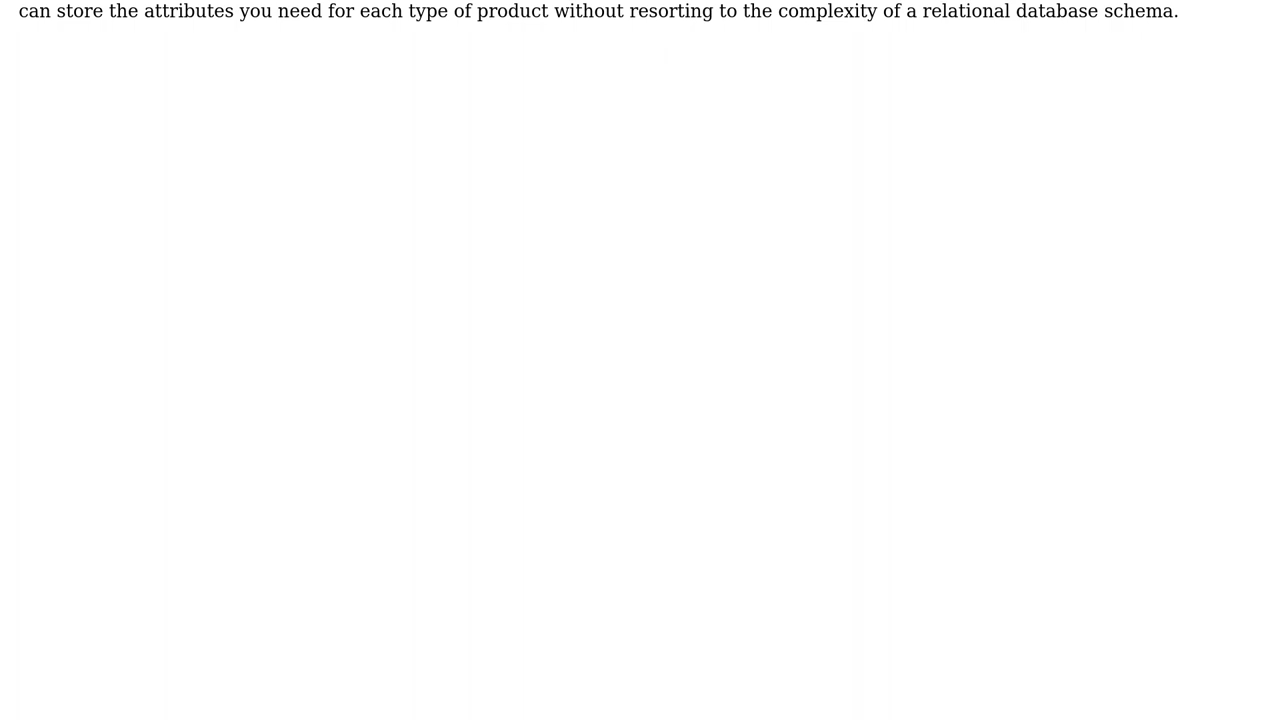 can store the attributes you need for each type of product without resorting to the complexity of a relational database schema.